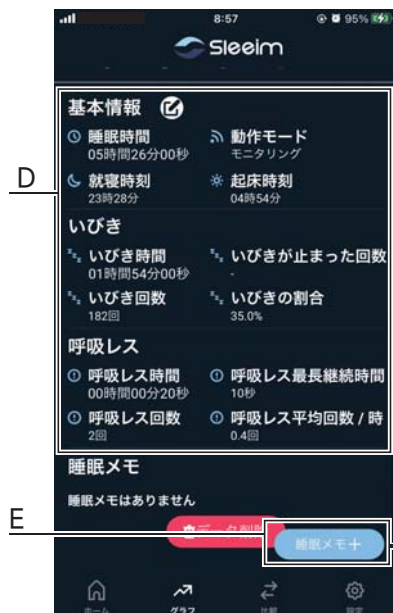 8:57
95%
Sleeim
D
基本情報
睡眠時間
05時間26分00秒
動作モード
モニタリング
就寝時刻
23時28分
起床時刻
04時54分
いびき
いびき時間
01時間54分00秒
いびきが止まった回数
-
いびき回数
182回
いびきの割合
35.0%
呼吸レス
呼吸レス時間
00時間00分20秒
呼吸レス最長継続時間
10秒
呼吸レス回数
2回
呼吸レス平均回数 / 時
0.4回
睡眠メモ
睡眠メモはありません
E
データ削除
睡眠メモ＋
ホーム
グラフ
比較
設定